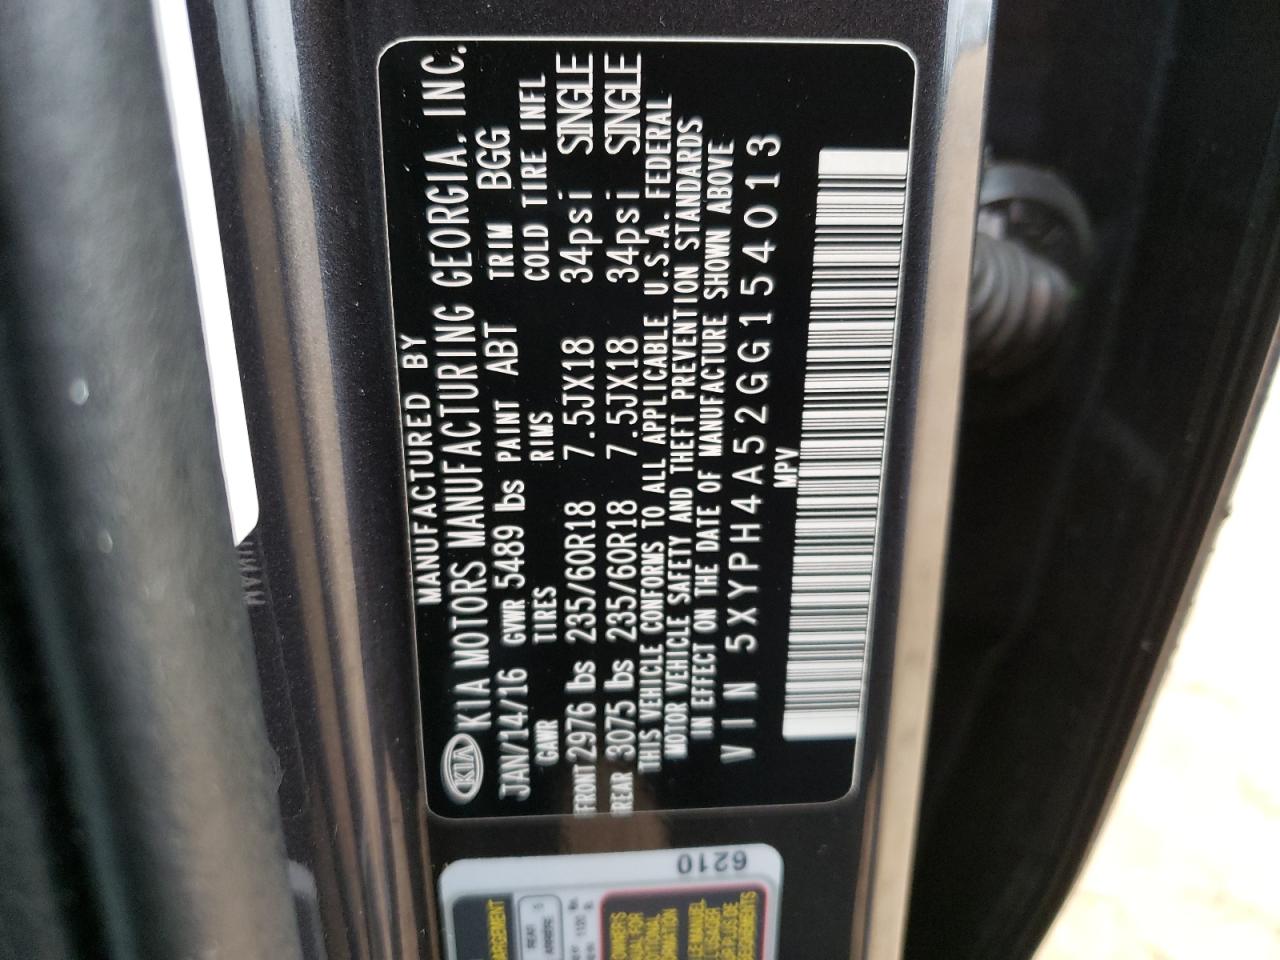 MANUFACTURED BY
KIA KIA MOTORS MANUFACTURING GEORGIA, INC.
JAN/14/16 GVWR 5489 lbs PAINT ABT TRIM BGG
GAWR TIRES RIMS COLD TIRE INFL
FRONT 2976 lbs 235/60R18 7.5JX18 34psi SINGLE
REAR 3075 lbs 235/60R18 7.5JX18 34psi SINGLE
THIS VEHICLE CONFORMS TO ALL APPLICABLE U.S.A. FEDERAL
MOTOR VEHICLE SAFETY AND THEFT PREVENTION STANDARDS
IN EFFECT ON THE DATE OF MANUFACTURE SHOWN ABOVE
VIN 5XYPH4A52GG154013
MPV
6210